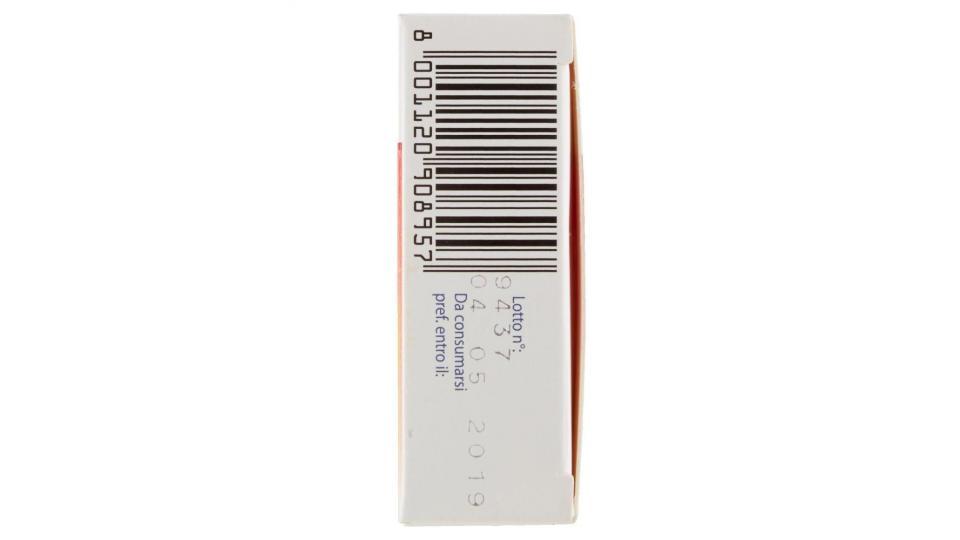 8 001120 908957
Lotto n°:
9437
Da consumarsi
pref. entro il:
04 05 2019